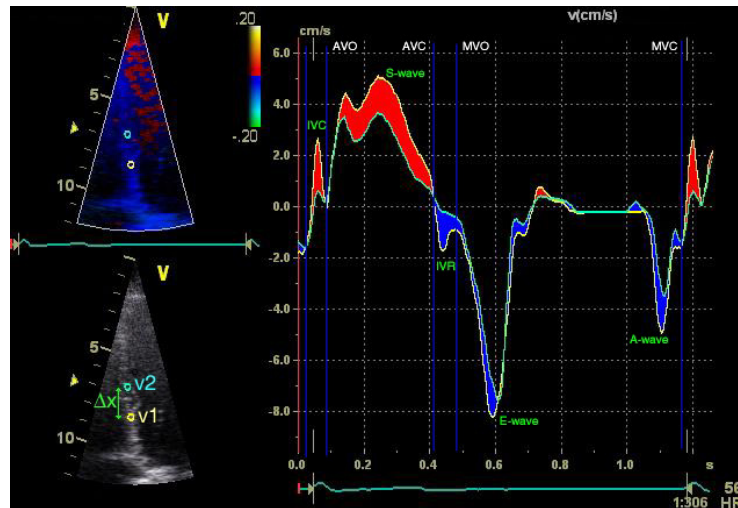 V
.20
-.20
5
10
V
5
v2
Δx
v1
10
v(cm/s)
cm/s
AVO
AVC
MVO
MVC
6.0
S-wave
4.0
IVC
2.0
0.0
-2.0
IVR
-4.0
A-wave
-6.0
-8.0
E-wave
0.0
0.2
0.4
0.6
0.8
1.0
s
56
1:306
HR